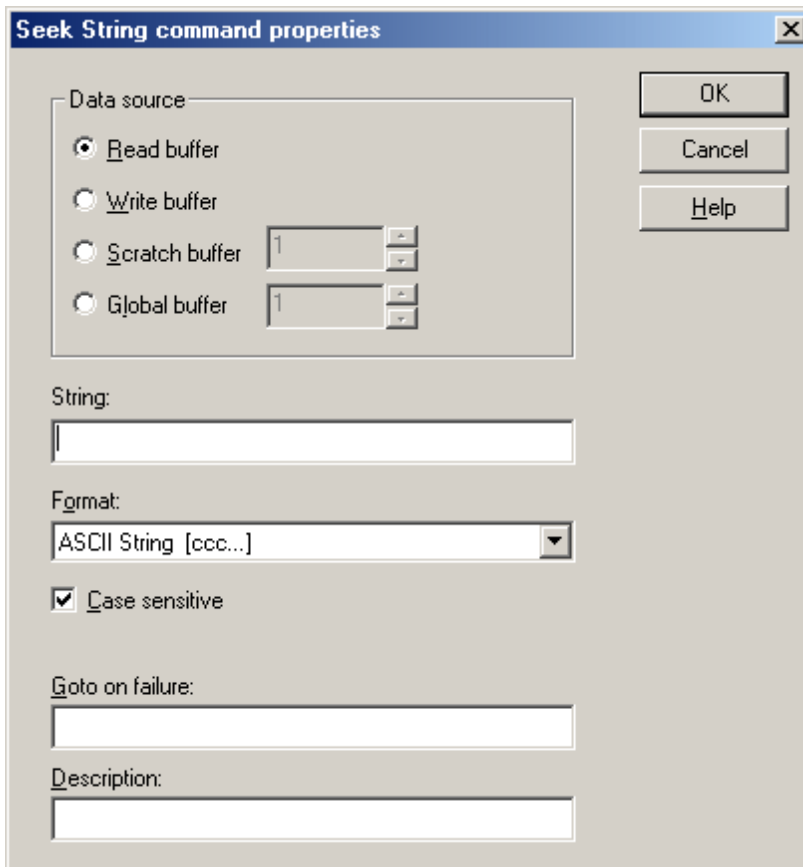 Seek String command properties
Data source
OK
Read buffer
Cancel
Write buffer
Help
Scratch buffer 1
Global buffer 1
String:
Format:
ASCII String [ccc...]
Case sensitive
Goto on failure:
Description: